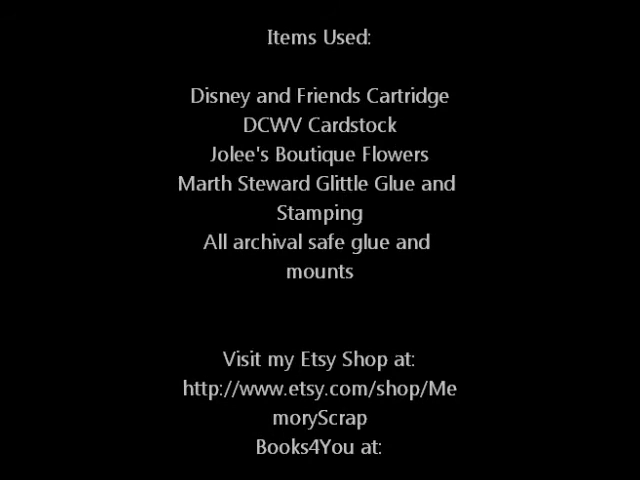 Items Used:
Disney and Friends Cartridge
DCWV Cardstock
Jolee's Boutique Flowers
Marth Steward Glittle Glue and
Stamping
All archival safe glue and
mounts
Visit my Etsy Shop at:
http://www.etsy.com/shop/Me
moryScrap
Books4You at: